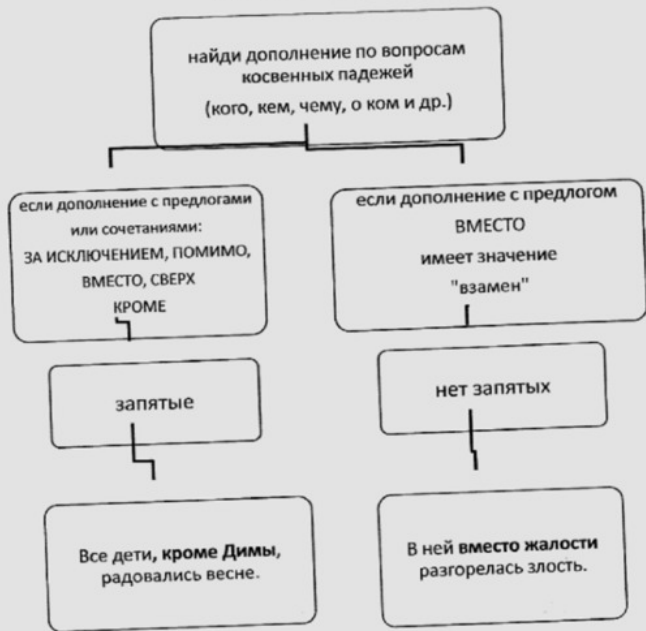 найди дополнение по вопросам
косвенных падежей
(кого, кем, чему, о ком и др.)
если дополнение с предлогами
или сочетаниями:
ЗА ИСКЛЮЧЕНИЕМ, ПОМИМО,
ВМЕСТО, СВЕРХ
КРОМЕ
если дополнение с предлогом
ВМЕСТО
имеет значение
"взамен"
запятые
нет запятых
Все дети, кроме Димы,
радовались весне.
В ней вместо жалости
разгорелась злость.